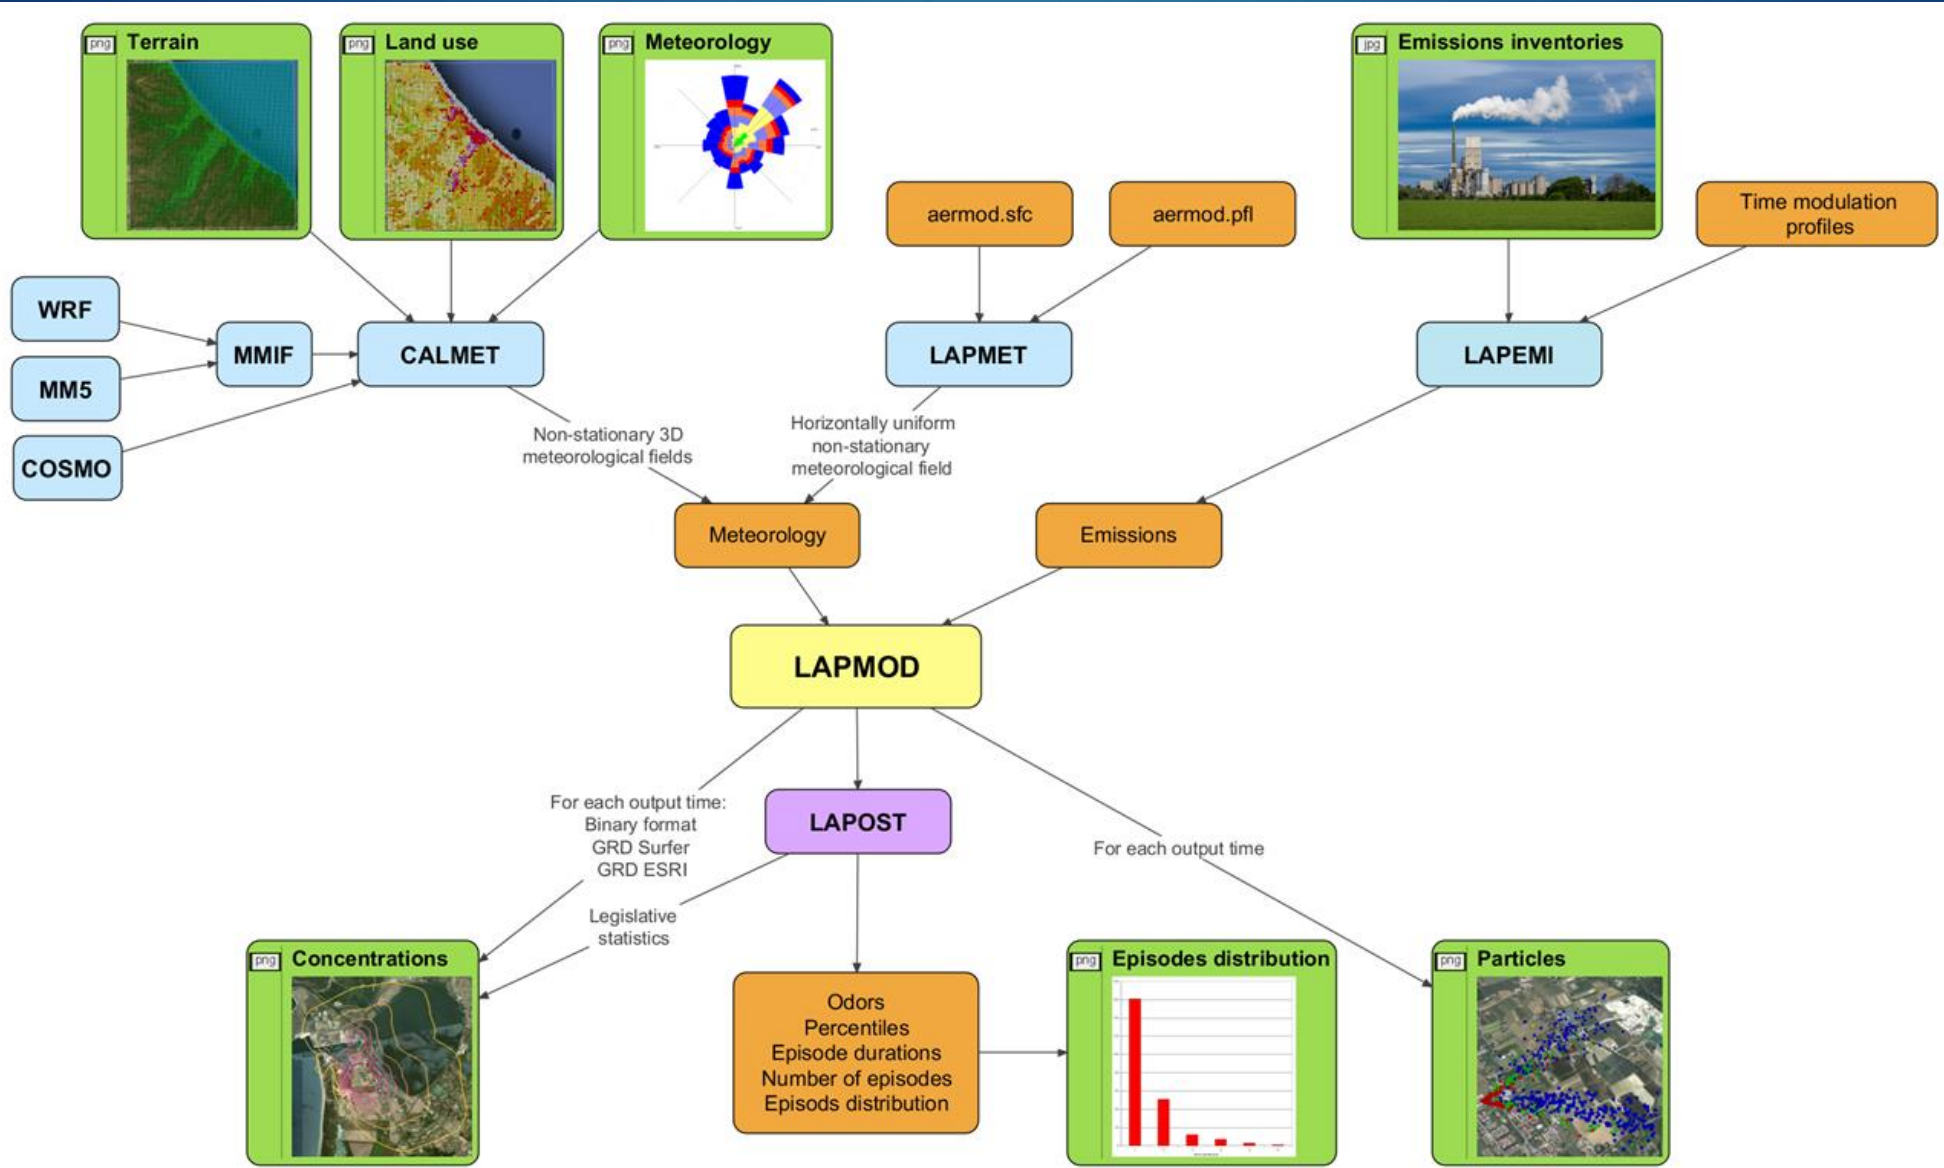 png Terrain
png Land use
png Meteorology
jpg Emissions inventories
aermod.sfc
aermod.pfl
Time modulation
profiles
WRF
MM5
COSMO
MMIF
CALMET
LAPMET
LAPEMI
Non-stationary 3D
meteorological fields
Horizontally uniform
non-stationary
meteorological field
Meteorology
Emissions
LAPMOD
For each output time:
Binary format
GRD Surfer
GRD ESRI
LAPOST
For each output time
Legislative
statistics
png Concentrations
Odors
Percentiles
Episode durations
Number of episodes
Episods distribution
png Episodes distribution
png Particles